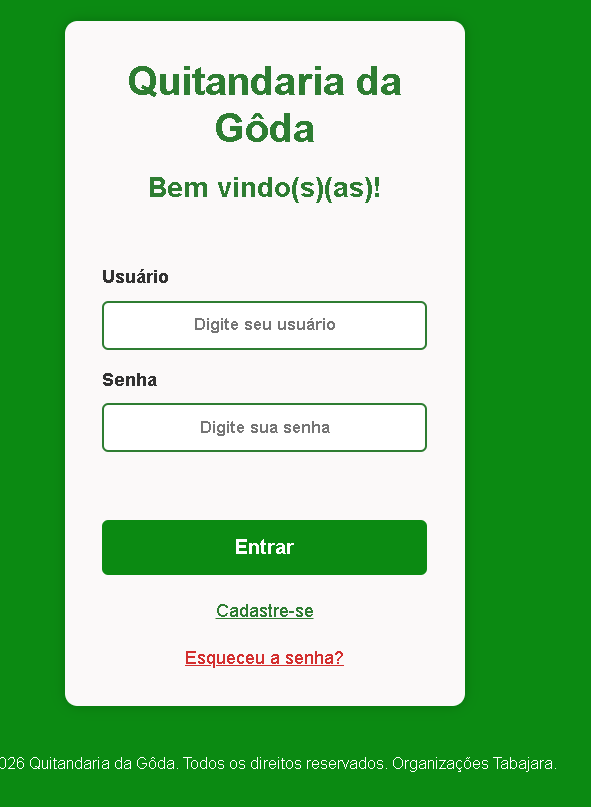 Quitandaria da
Gôda
Bem vindo(s)(as)!
Usuário
Digite seu usuário
Senha
Digite sua senha
Entrar
Cadastre-se
Esqueceu a senha?
026 Quitandaria da Gôda. Todos os direitos reservados. Organizações Tabajara.